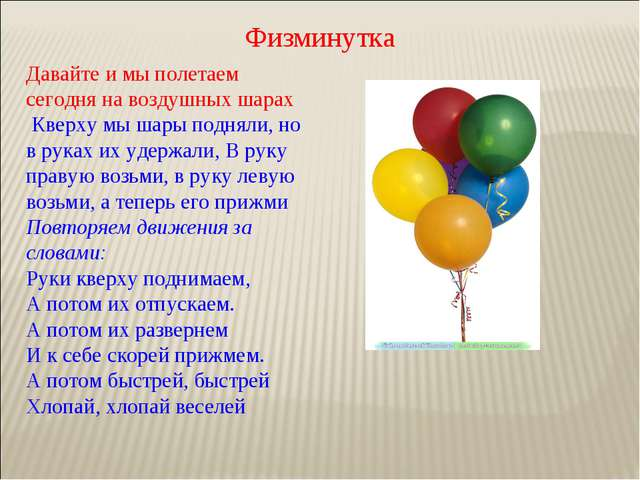 Физминутка
Давайте и мы полетаем
сегодня на воздушных шарах
Кверху мы шары подняли, но
в руках их удержали, В руку
правую возьми, в руку левую
возьми, а теперь его прижми
Повторяем движения за
словами:
Руки кверху поднимаем,
А потом их отпускаем.
А потом их развернем
И к себе скорей прижмем.
А потом быстрей, быстрей
Хлопай, хлопай веселей